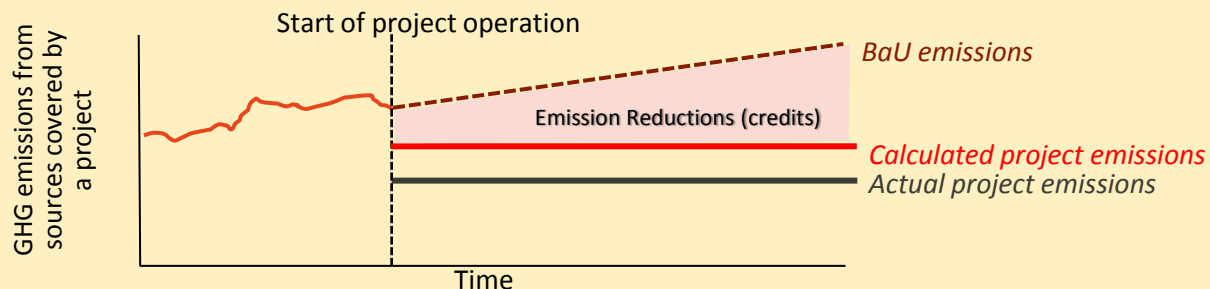 Start of project operation
GHG emissions from
sources covered by
a project
BaU emissions
Emission Reductions (credits)
Calculated project emissions
Actual project emissions
Time